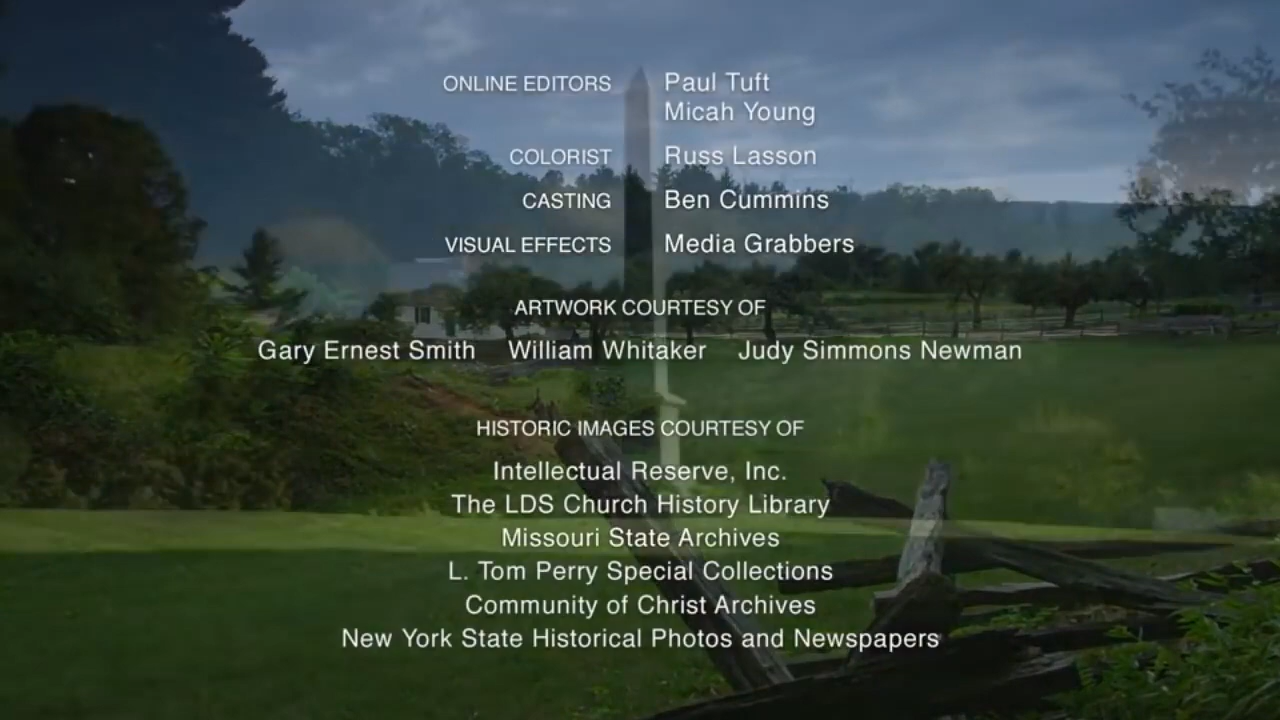 ONLINE EDITORS Paul Tuft
Micah Young
COLORIST Russ Lasson
CASTING Ben Cummins
VISUAL EFFECTS Media Grabbers
ARTWORK COURTESY OF
Gary Ernest Smith William Whitaker Judy Simmons Newman
HISTORIC IMAGES COURTESY OF
Intellectual Reserve, Inc.
The LDS Church History Library
Missouri State Archives
L. Tom Perry Special Collections
Community of Christ Archives
New York State Historical Photos and Newspapers